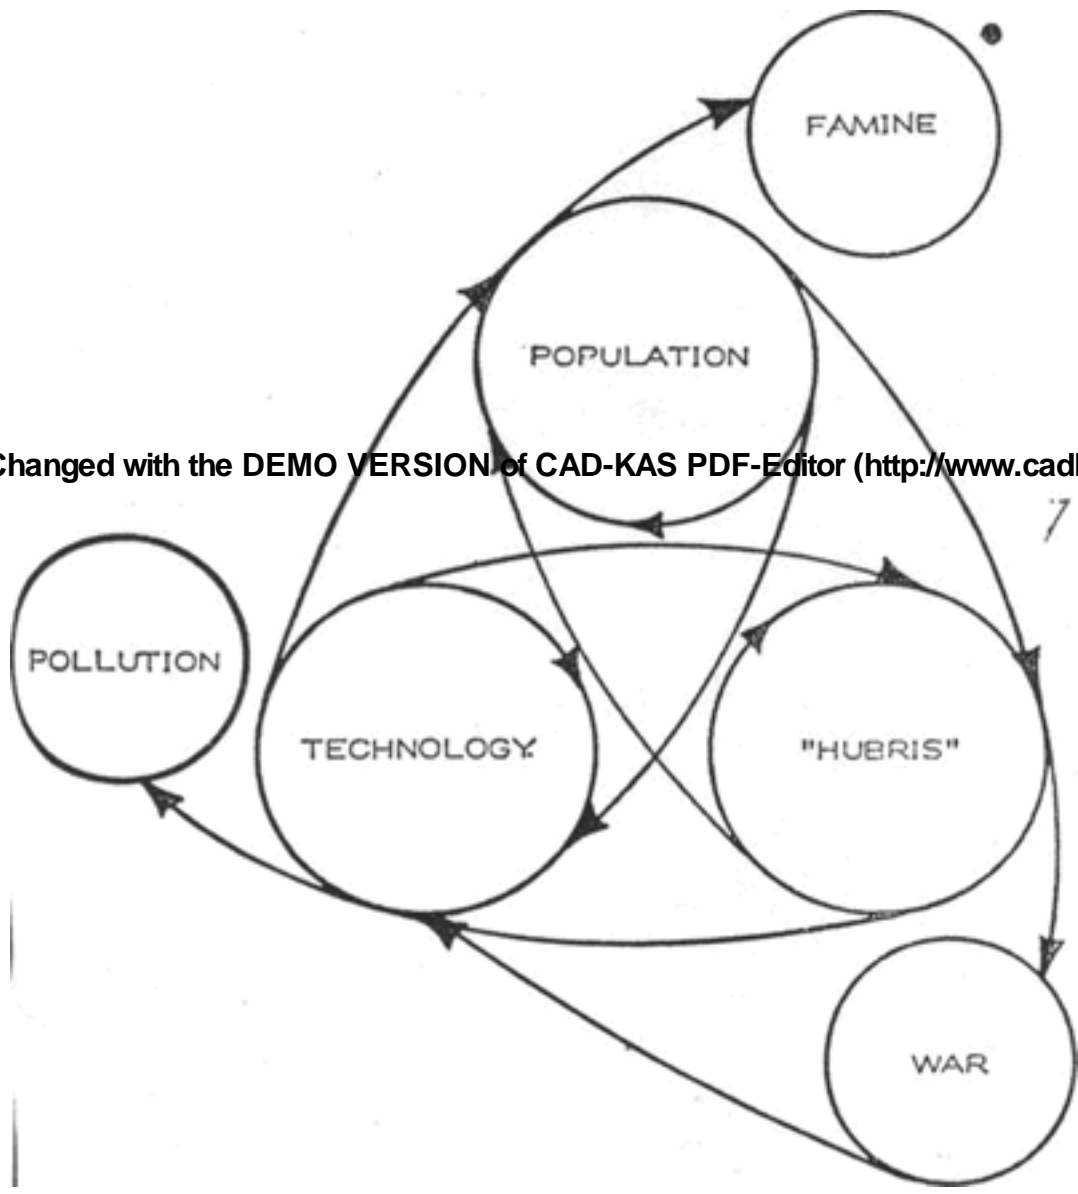 FAMINE
POPULATION
Changed with the DEMO VERSION of CAD-KAS PDF-Editor (http://www.cadk
7
POLLUTION
TECHNOLOGY
"HUBRIS"
WAR